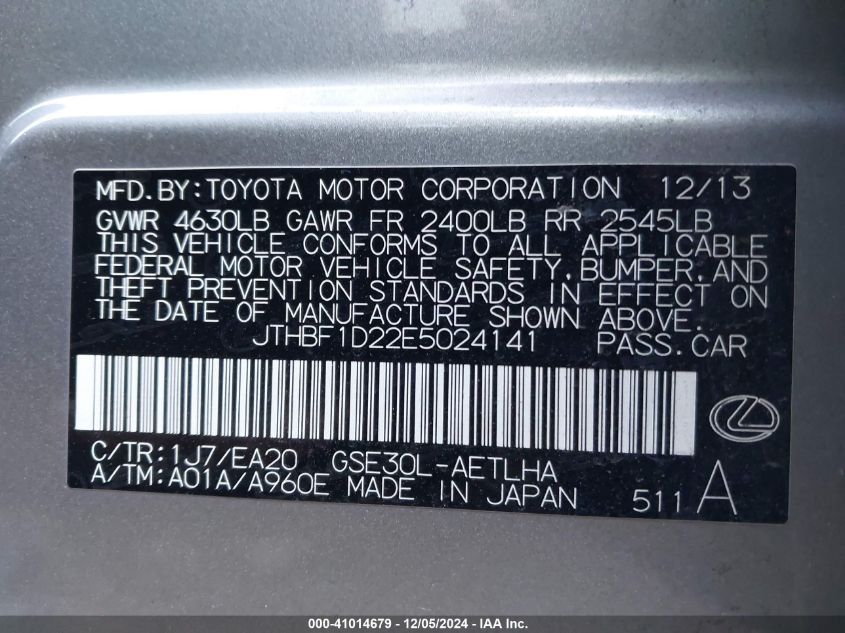 MFD.BY:TOYOTA MOTOR CORPORATION 12/13
GVWR 4630LB GAWR FR 2400LB RR 2545LB
THIS VEHICLE CONFORMS TO ALL APPLICABLE
FEDERAL MOTOR VEHICLE SAFETY,BUMPER,AND
THEFT PREVENTION STANDARDS IN EFFECT ON
THE DATE OF MANUFACTURE SHOWN ABOVE.
JTHBF1D22E5024141 PASS.CAR
C/TR:1J7/EA20 GSE30L-AETLHA
A/TM:A01A/A960E MADE IN JAPAN 511 A
000-41014679 - 12/05/2024 - IAA Inc.